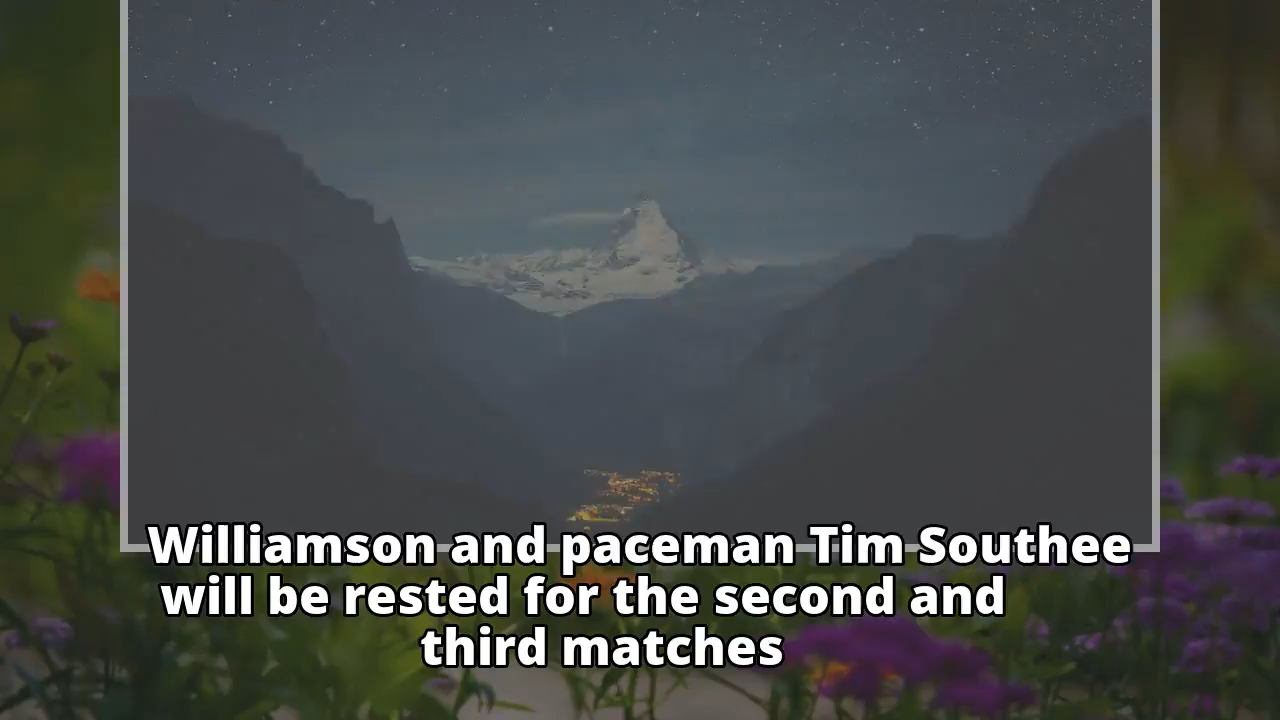 Williamson and paceman Tim Southee
will be rested for the second and
third matches